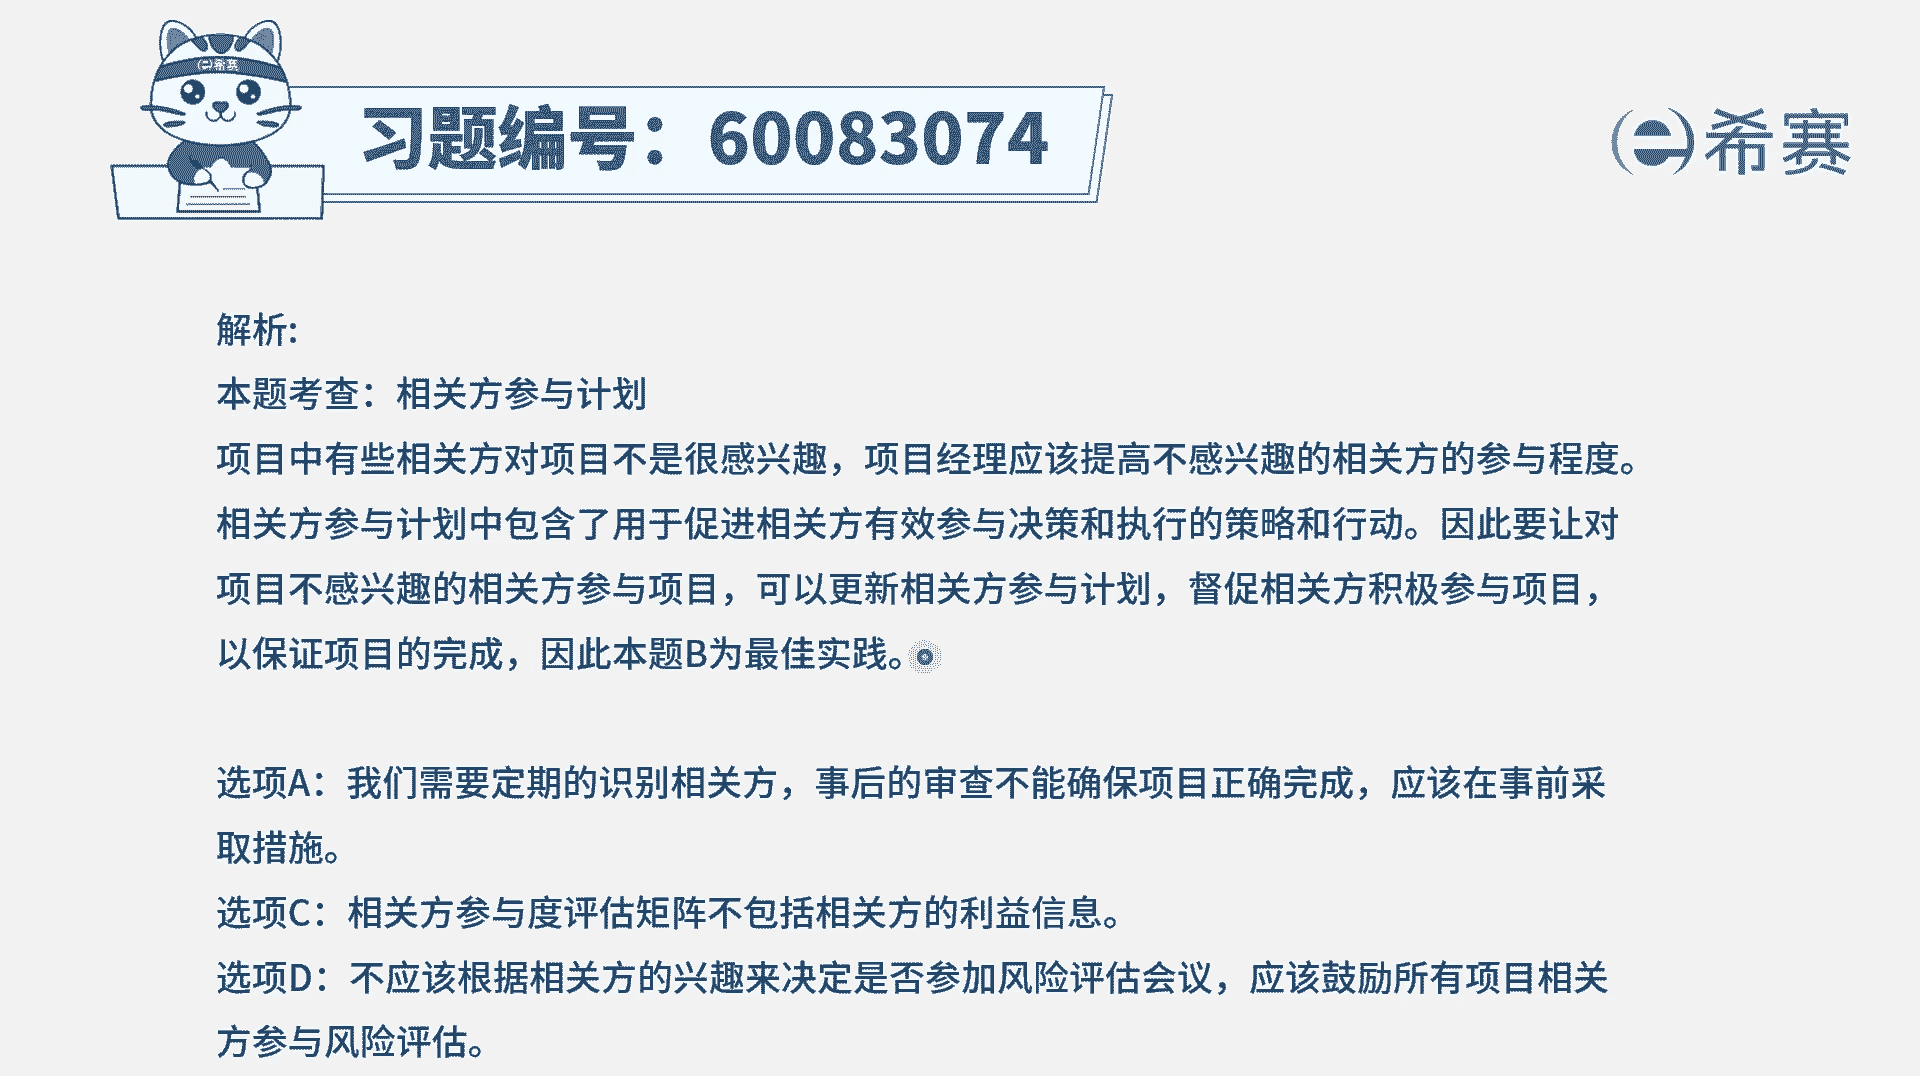 希赛
习题编号：60083074
希赛
解析:
本题考查：相关方参与计划
项目中有些相关方对项目不是很感兴趣，项目经理应该提高不感兴趣的相关方的参与程度。
相关方参与计划中包含了用于促进相关方有效参与决策和执行的策略和行动。因此要让对
项目不感兴趣的相关方参与项目，可以更新相关方参与计划，督促相关方积极参与项目，
以保证项目的完成，因此本题B为最佳实践。
选项A：我们需要定期的识别相关方，事后的审查不能确保项目正确完成，应该在事前采
取措施。
选项C：相关方参与度评估矩阵不包括相关方的利益信息。
选项D：不应该根据相关方的兴趣来决定是否参加风险评估会议，应该鼓励所有项目相关
方参与风险评估。